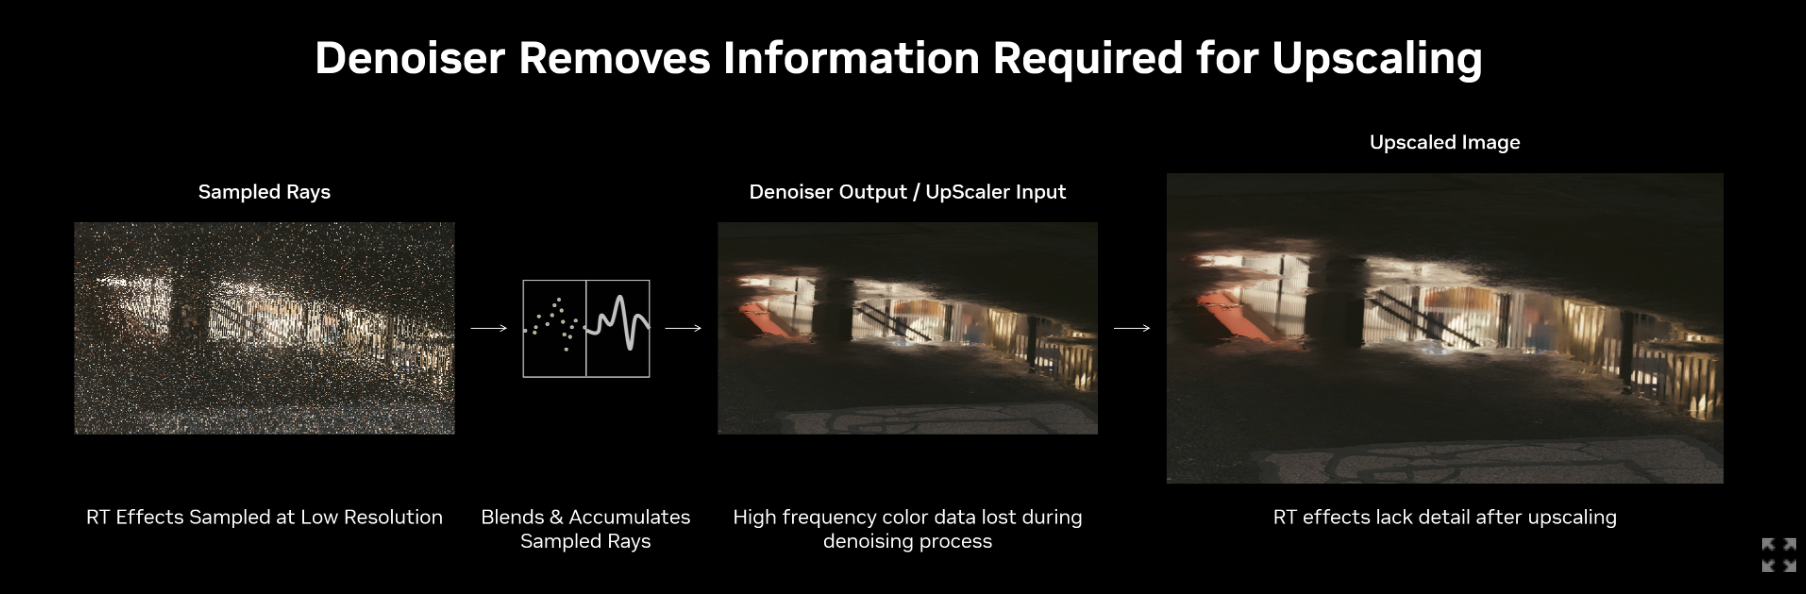 Denoiser Removes Information Required for Upscaling
Upscaled Image
Sampled Rays
Denoiser Output / UpScaler Input
RT Effects Sampled at Low Resolution
Blends & Accumulates
Sampled Rays
High frequency color data lost during
denoising process
RT effects lack detail after upscaling